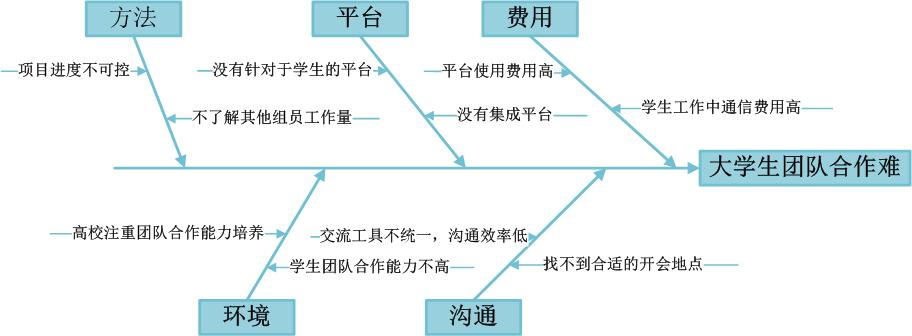 方法
平台
费用
项目进度不可控
没有针对于学生的平台
平台使用费用高
不了解其他组员工作量
没有集成平台
学生工作中通信费用高
大学生团队合作难
高校注重团队合作能力培养
交流工具不统一，沟通效率低
学生团队合作能力不高
找不到合适的开会地点
环境
沟通